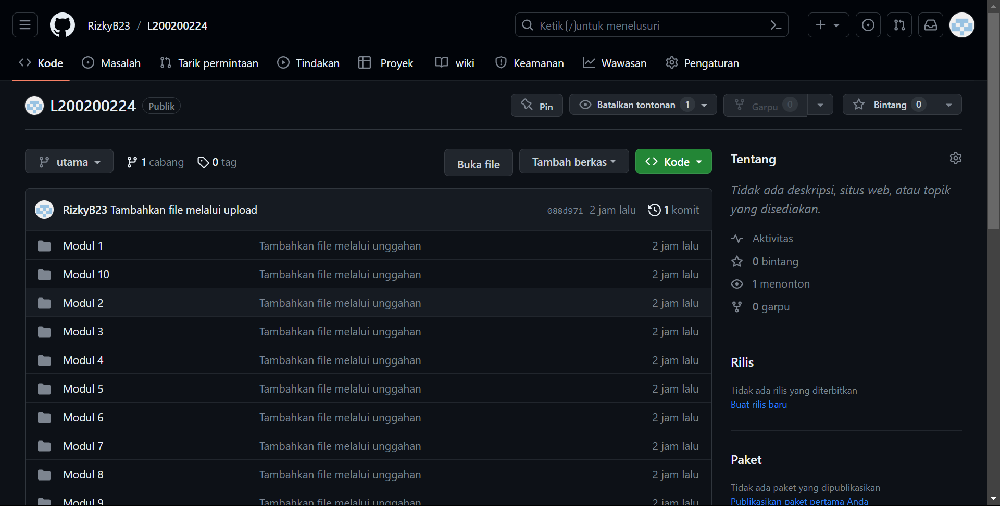 RizkyB23 / L200200224
Ketik / untuk menelusuri
Kode Masalah Tarik permintaan Tindakan Proyek wiki Keamanan Wawasan Pengaturan
L200200224 Publik
Pin Batalkan tontonan 1 Garpu 0 Bintang 0
utama 1 cabang 0 tag Buka file Tambah berkas Kode
RizkyB23 Tambahkan file melalui upload 088d971 2 jam lalu 1 komit
Modul 1 Tambahkan file melalui unggahan 2 jam lalu
Modul 10 Tambahkan file melalui unggahan 2 jam lalu
Modul 2 Tambahkan file melalui unggahan 2 jam lalu
Modul 3 Tambahkan file melalui unggahan 2 jam lalu
Modul 4 Tambahkan file melalui unggahan 2 jam lalu
Modul 5 Tambahkan file melalui unggahan 2 jam lalu
Modul 6 Tambahkan file melalui unggahan 2 jam lalu
Modul 7 Tambahkan file melalui unggahan 2 jam lalu
Modul 8 Tambahkan file melalui unggahan 2 jam lalu
Modul 9 Tambahkan file melalui unggahan 2 jam lalu
Tentang
Tidak ada deskripsi, situs web, atau topik
yang disediakan.
Aktivitas
0 bintang
1 menonton
0 garpu
Rilis
Tidak ada rilis yang diterbitkan
Buat rilis baru
Paket
Tidak ada paket yang dipublikasikan
Publikasikan paket pertama Anda